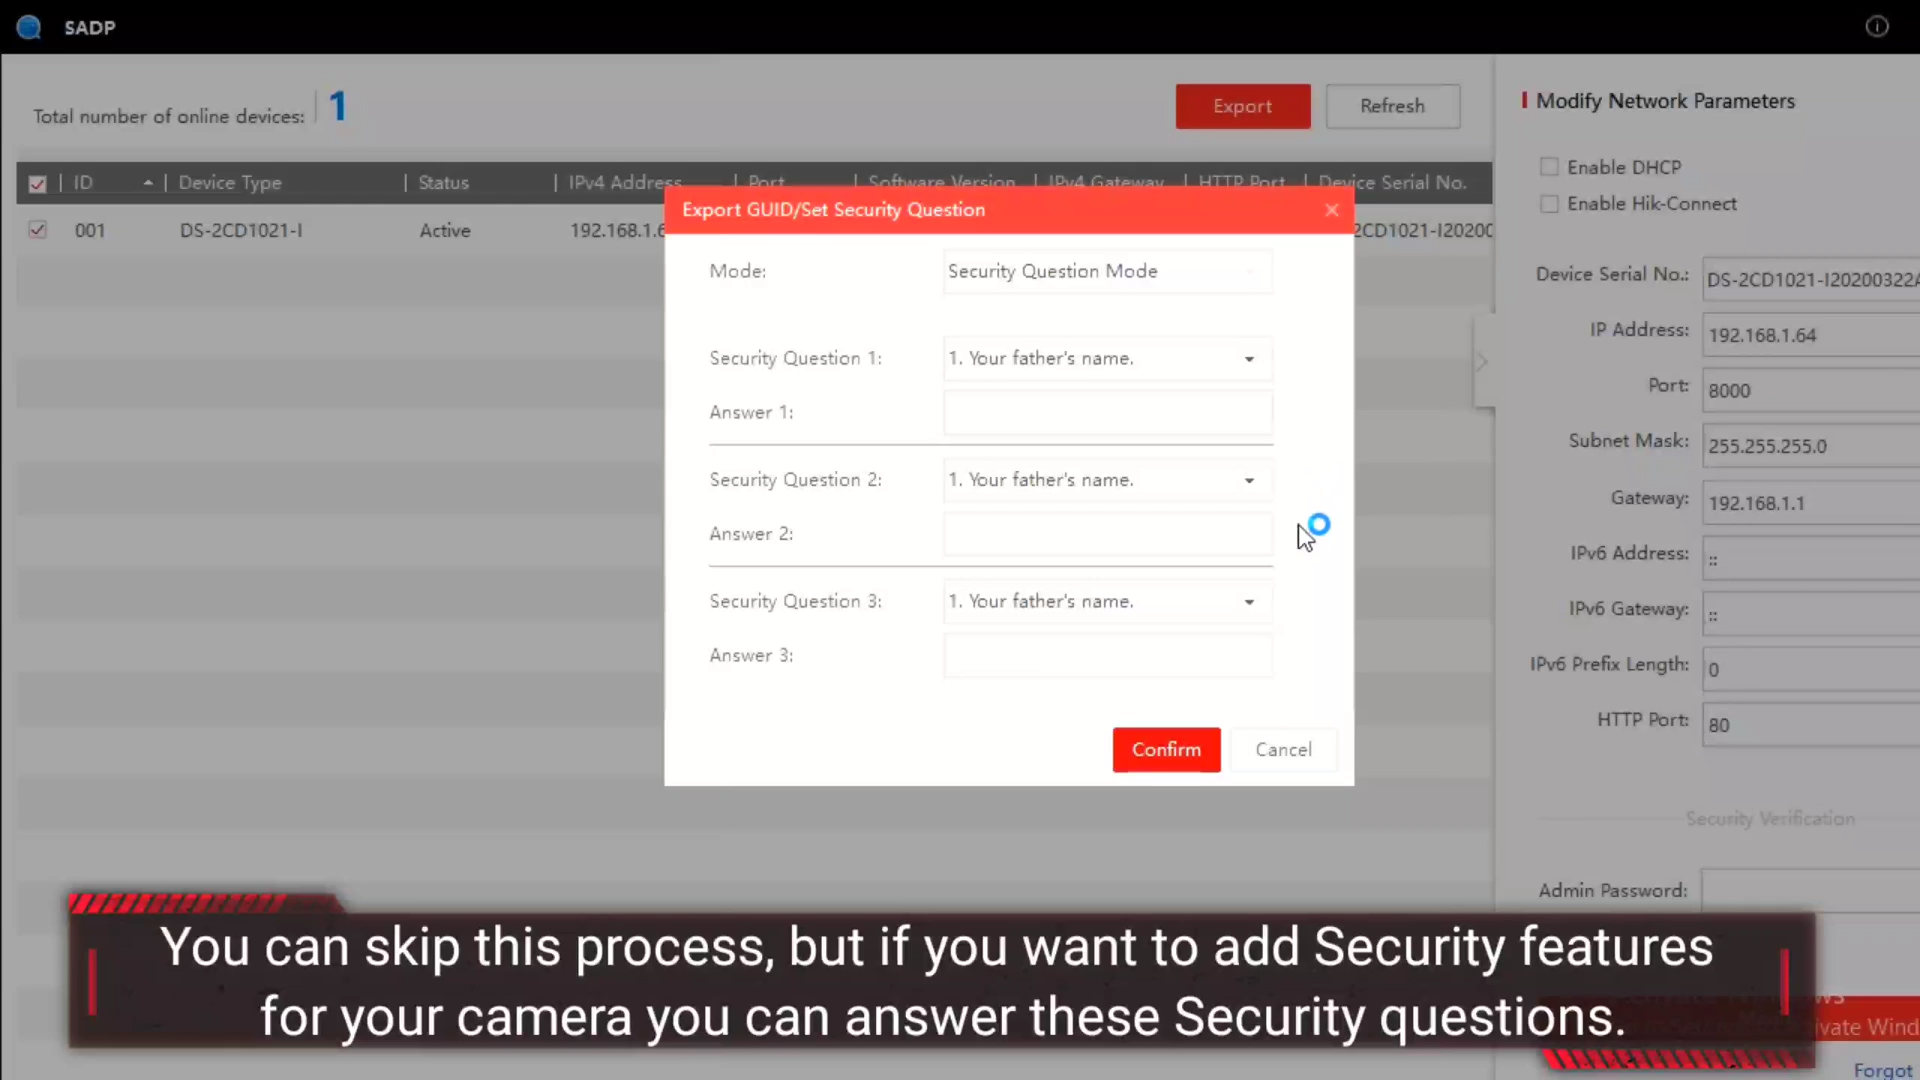 SADP
Total number of online devices: 1
Export
Refresh
ID
Device Type
Status
IPv4 Address
Port
Software Version
IPv4 Gateway
HTTP Port
Device Serial No.
001
DS-2CD1021-I
Active
192.168.1.6
2CD1021-I2020
Export GUID/Set Security Question
Mode:
Security Question Mode
Security Question 1:
1. Your father's name.
Answer 1:
Security Question 2:
1. Your father's name.
Answer 2:
Security Question 3:
1. Your father's name.
Answer 3:
Confirm
Cancel
Modify Network Parameters
Enable DHCP
Enable Hik-Connect
Device Serial No.:
DS-2CD1021-I20200322A
IP Address:
192.168.1.64
Port:
8000
Subnet Mask:
255.255.255.0
Gateway:
192.168.1.1
IPv6 Address:
::
IPv6 Gateway:
::
IPv6 Prefix Length:
0
HTTP Port:
80
Security Verification
Admin Password:
You can skip this process, but if you want to add Security features
for your camera you can answer these Security questions.
Forgot